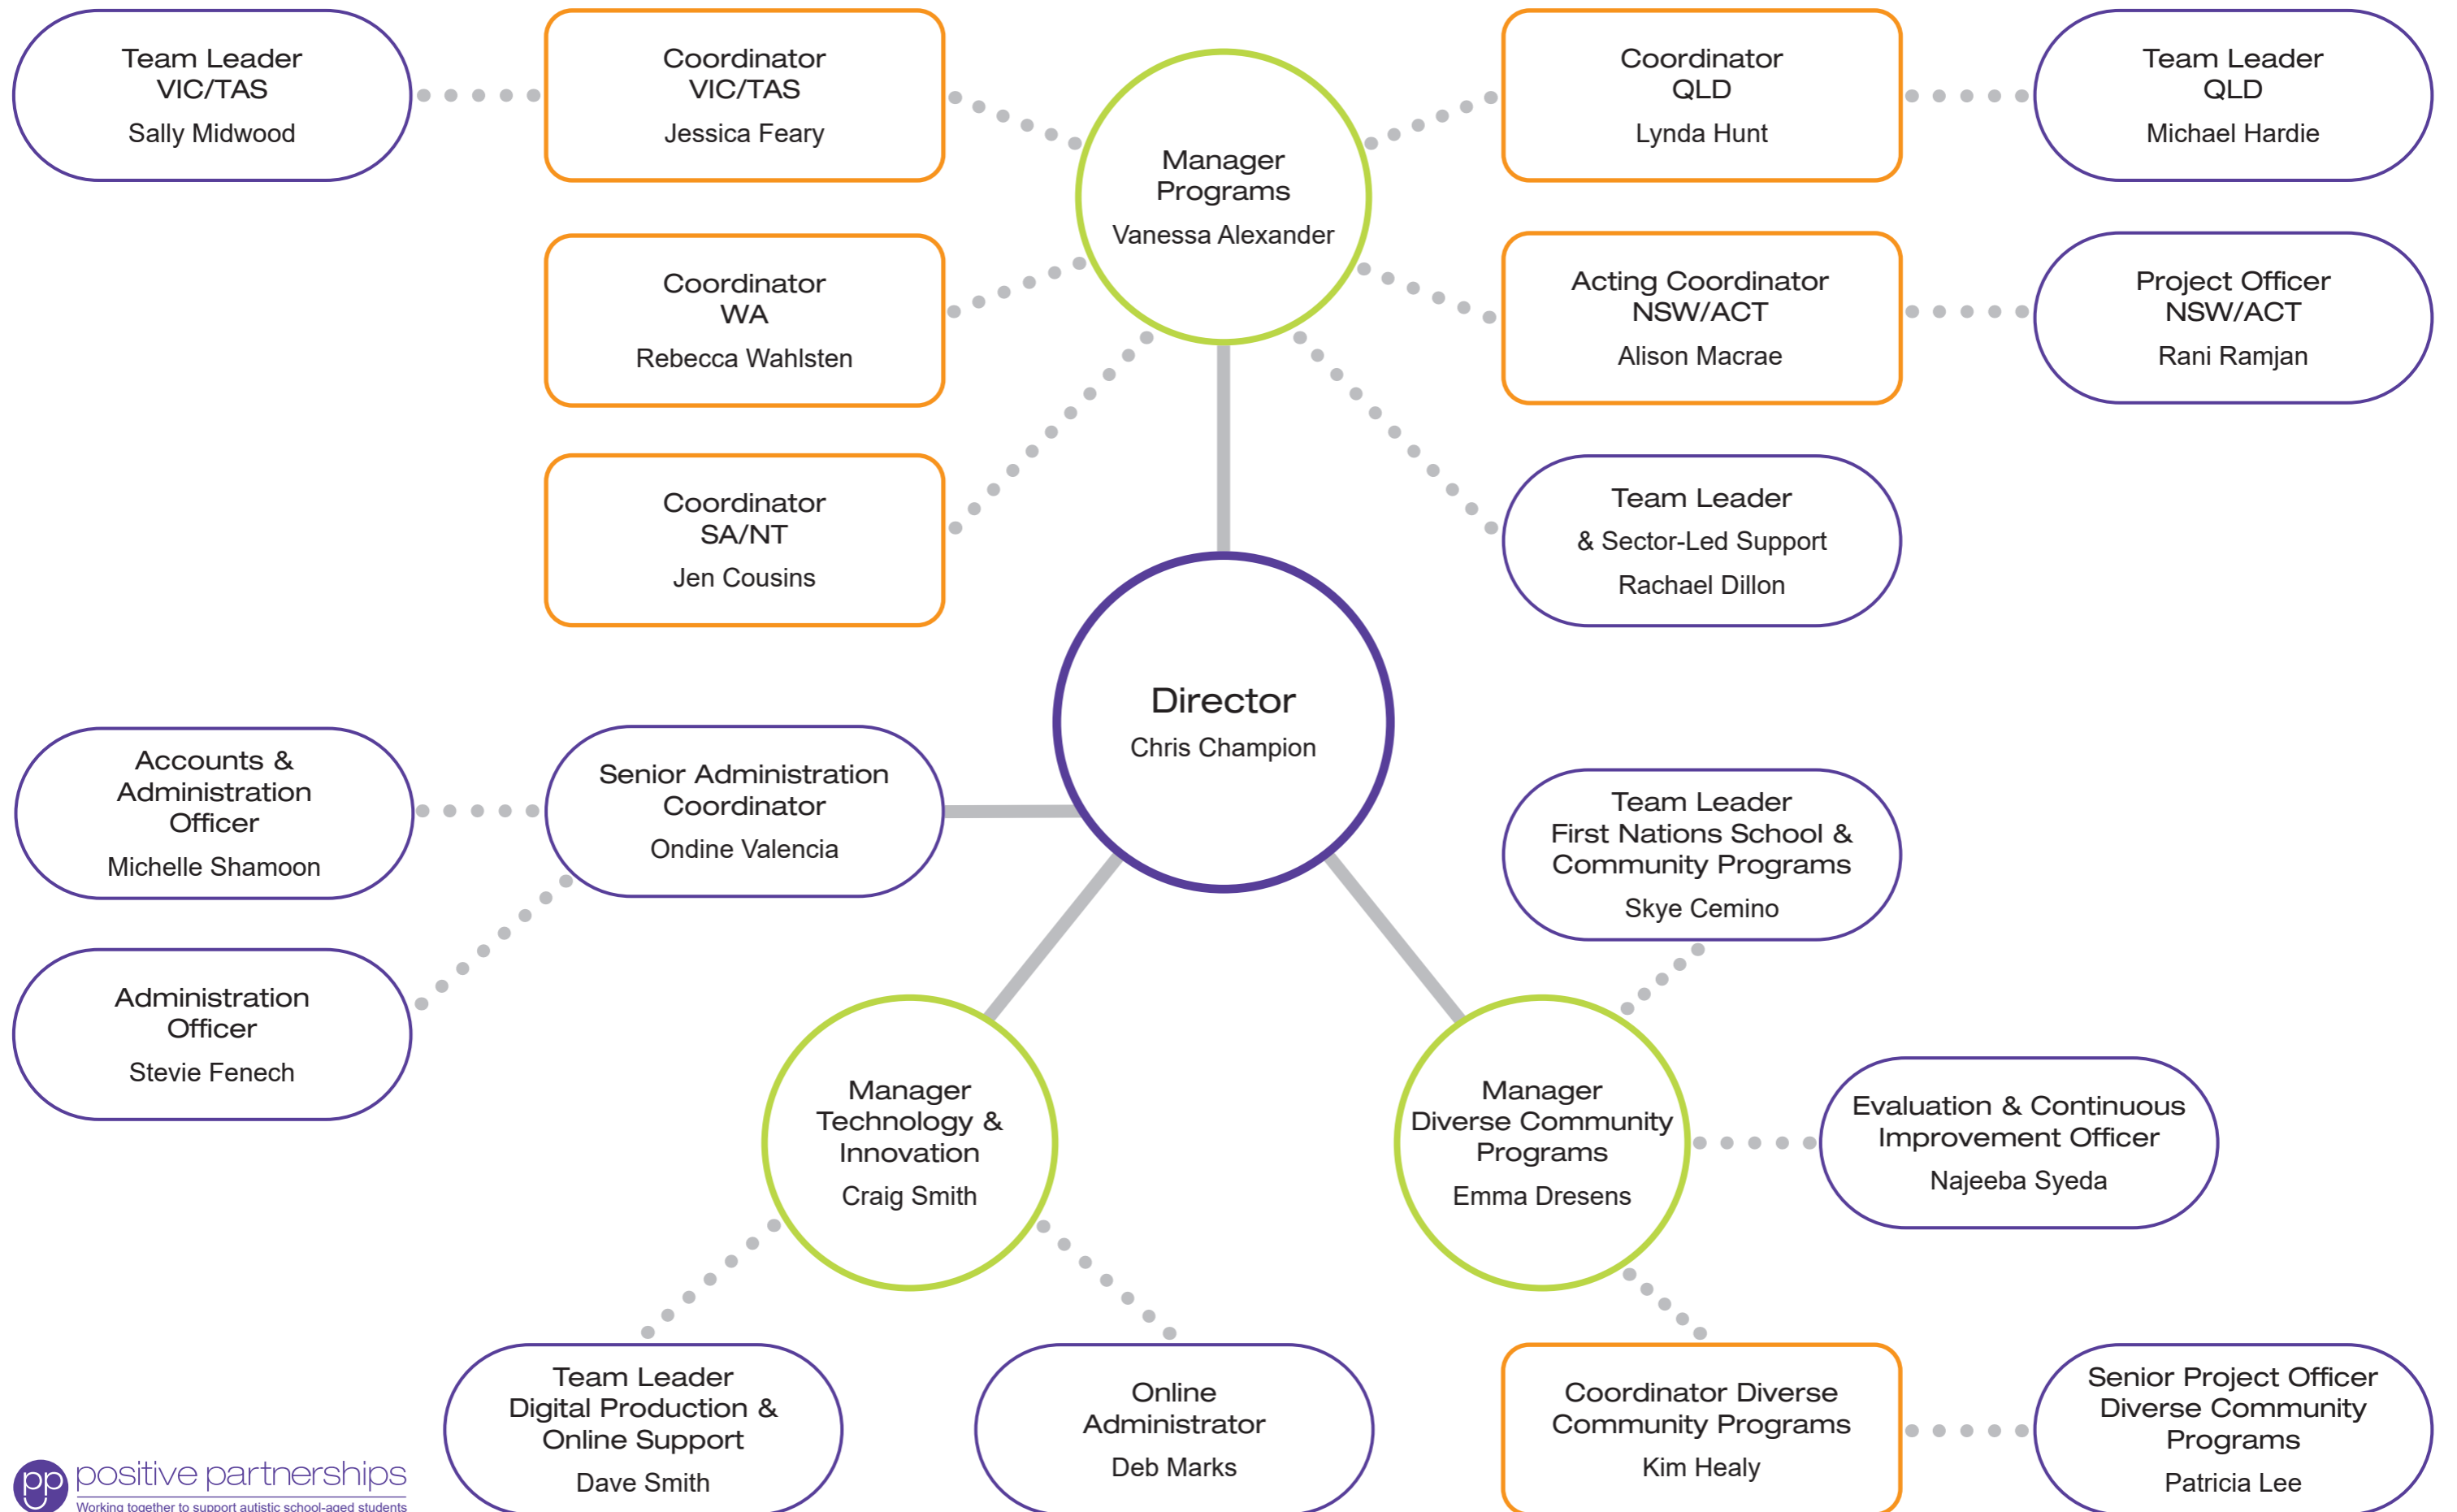 Team Leader
VIC/TAS
Sally Midwood
Coordinator
VIC/TAS
Jessica Feary
Manager
Programs
Vanessa Alexander
Coordinator
QLD
Lynda Hunt
Team Leader
QLD
Michael Hardie
Coordinator
WA
Rebecca Wahlsten
Acting Coordinator
NSW/ACT
Alison Macrae
Project Officer
NSW/ACT
Rani Ramjan
Coordinator
SA/NT
Jen Cousins
Team Leader
& Sector-Led Support
Rachael Dillon
Director
Chris Champion
Accounts &
Administration
Officer
Michelle Shamoon
Senior Administration
Coordinator
Ondine Valencia
Team Leader
First Nations School &
Community Programs
Skye Cemino
Administration
Officer
Stevie Fenech
Manager
Technology &
Innovation
Craig Smith
Manager
Diverse Community
Programs
Emma Dresens
Evaluation & Continuous
Improvement Officer
Najeeba Syeda
Team Leader
Digital Production &
Online Support
Dave Smith
Online
Administrator
Deb Marks
Coordinator Diverse
Community Programs
Kim Healy
Senior Project Officer
Diverse Community
Programs
Patricia Lee
pp positive partnerships
Working together to support autistic school-aged students